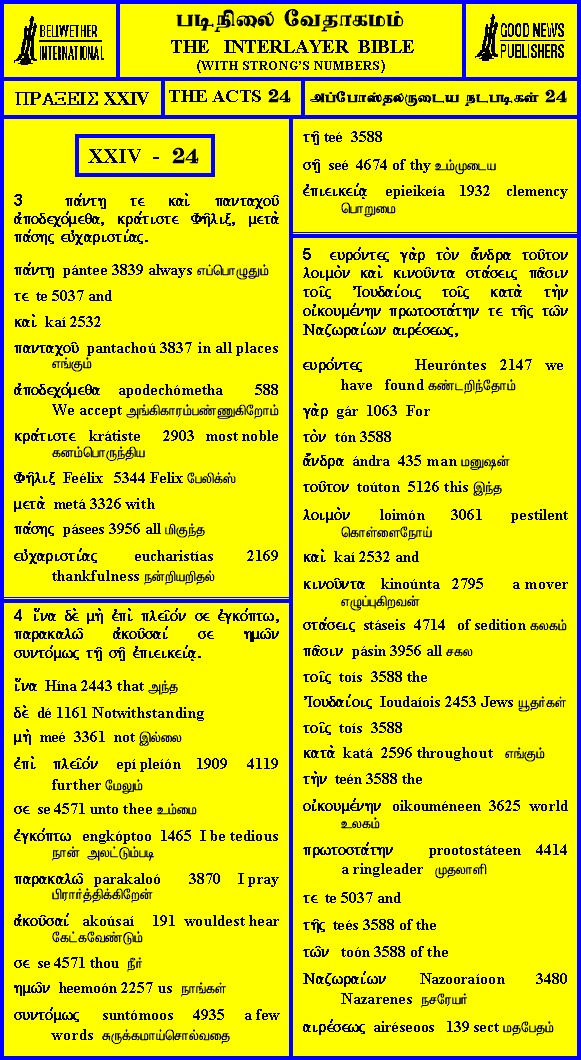 BELLWETHER
INTERNATIONAL
படிநிலை வேதாகமம்
THE INTERLAYER BIBLE
(WITH STRONG'S NUMBERS)
GOOD NEWS
PUBLISHERS
ΠΡΑΞΕΙΣ XXIV
THE ACTS 24
அப்போஸ்தலருடைய நடபடிகள் 24
XXIV - 24
3 πάντῃ τε καὶ πανταχοῦ
ἀποδεχόμεθα, κράτιστε Φῆλιξ, μετὰ
πάσης εὐχαριστίας.
πάντῃ pántee 3839 always எப்பொழுதும்
τε te 5037 and
καὶ kaí 2532
πανταχοῦ pantachoú 3837 in all places
எங்கும்
ἀποδεχόμεθα apodechómetha 588
We accept அங்கிகாரம்பண்ணுகிறோம்
κράτιστε krátiste 2903 most noble
கனம்பொருந்திய
Φῆλιξ Feélix 5344 Felix பேலிக்ஸ்
μετὰ metá 3326 with
πάσης pásees 3956 all மிகுந்த
εὐχαριστίας eucharistías 2169
thankfulness நன்றியறிதல்
4 ἵνα δὲ μὴ ἐπὶ πλεῖόν σε ἐγκόπτω,
παρακαλῶ ἀκοῦσαί σε ημῶν
συντόμως τῇ σῇ ἐπιεικείᾳ.
ἵνα Hína 2443 that அந்த
δὲ dé 1161 Notwithstanding
μὴ meé 3361 not இல்லை
ἐπὶ πλεῖόν epí pleíón 1909 4119
further மேலும்
σε se 4571 unto thee உம்மை
ἐγκόπτω engkóptoo 1465 I be tedious
நான் அலட்டும்படி
παρακαλῶ parakaloó 3870 I pray
பிரார்த்திக்கிறேன்
ἀκοῦσαί akoúsaí 191 wouldest hear
கேட்கவேண்டும்
σε se 4571 thou நீர்
ημῶν heemoón 2257 us நாங்கள்
συντόμως suntómoos 4935 a few
words சுருக்கமாய்சொல்வதை
τῇ teé 3588
σῇ seé 4674 of thy உம்முடைய
ἐπιεικείᾳ epieikeía 1932 clemency
பொறுமை
5 ευρόντες γὰρ τὸν ἄνδρα τοῦτον
λοιμὸν καὶ κινοῦντα στάσεις πᾶσιν
τοῖς Ἰουδαίοις τοῖς κατὰ τὴν
οἰκουμένην πρωτοστάτην τε τῆς τῶν
Ναζωραίων αιρέσεως,
ευρόντες Heuróntes 2147 we
have found கண்டறிந்தோம்
γὰρ gár 1063 For
τὸν tón 3588
ἄνδρα ándra 435 man மனுஷன்
τοῦτον toúton 5126 this இந்த
λοιμὸν loimón 3061 pestilent
கொள்ளைநோய்
καὶ kaí 2532 and
κινοῦντα kinoúnta 2795 a mover
எழுப்புகிறவன்
στάσεις stáseis 4714 of sedition கலகம்
πᾶσιν pásin 3956 all சகல
τοῖς toís 3588 the
Ἰουδαίοις Ioudaíois 2453 Jews யூதர்கள்
τοῖς toís 3588
κατὰ katá 2596 throughout எங்கும்
τὴν teén 3588 the
οἰκουμένην oikouméneen 3625 world
உலகம்
πρωτοστάτην prootostáteen 4414
a ringleader முதலாளி
τε te 5037 and
τῆς teés 3588 of the
τῶν toón 3588 of the
Ναζωραίων Nazooraíoon 3480
Nazarenes நசரேயர்
αιρέσεως airéseoos 139 sect மதபேதம்